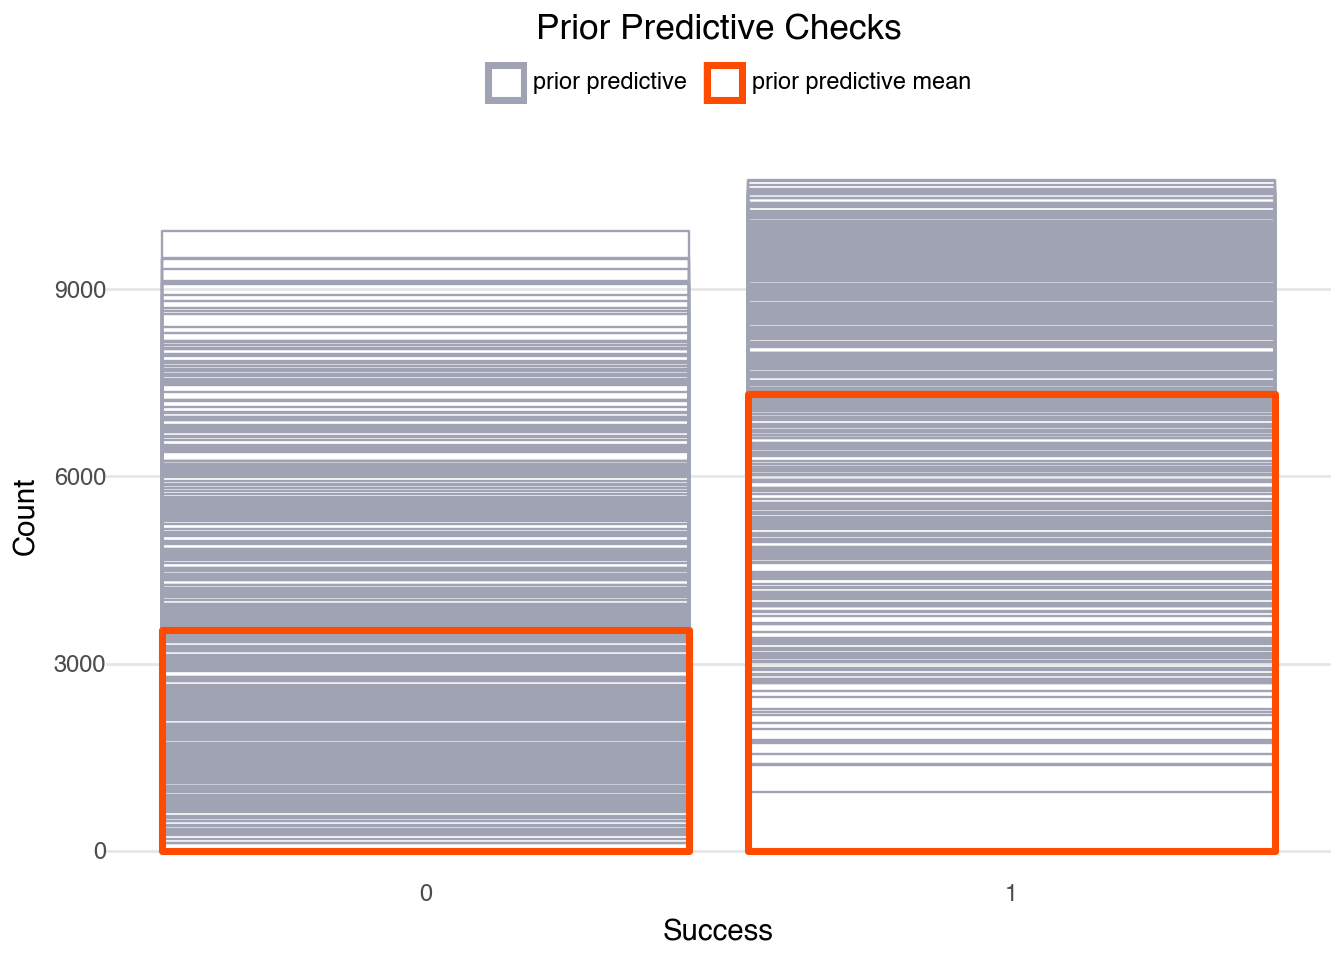 Prior Predictive Checks
prior predictive
prior predictive mean
9000
6000
3000
0
Count
0
1
Success